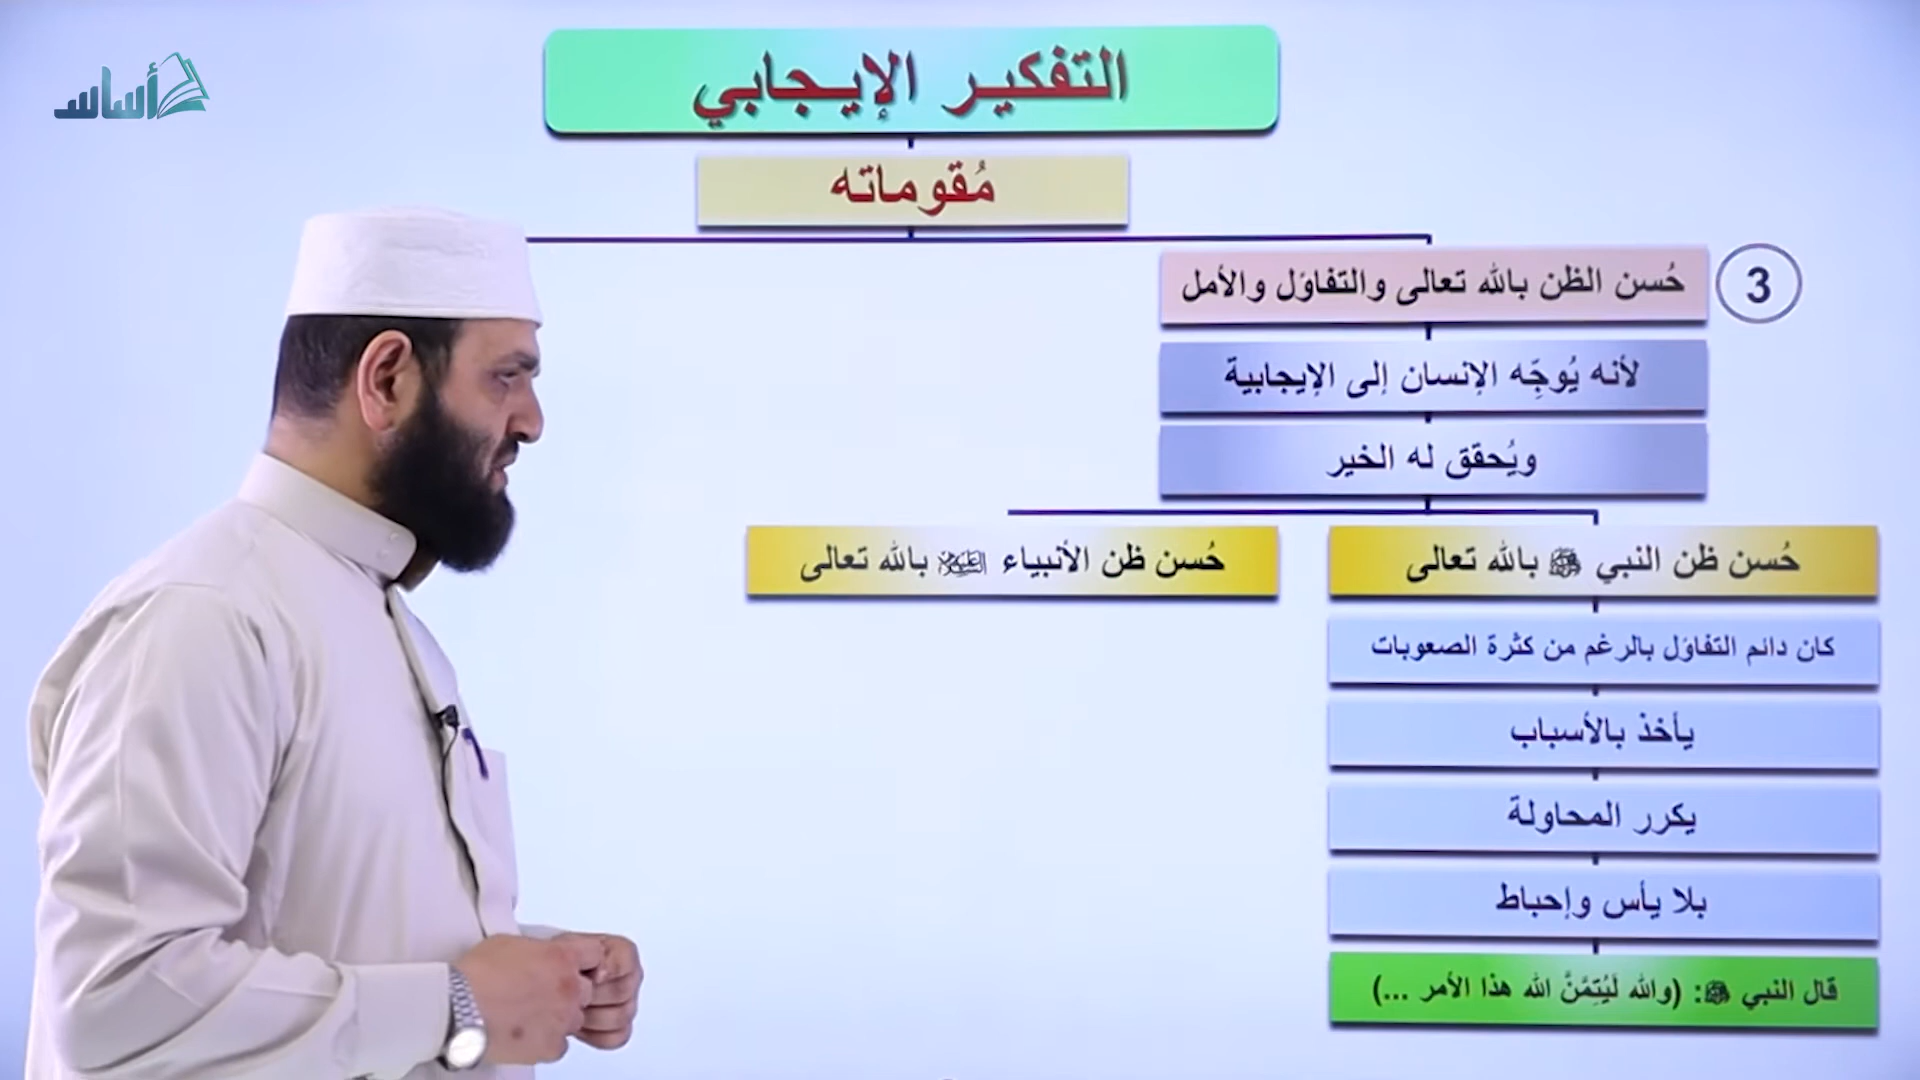 أساس
التفكير الإيجابي
مُقوماته
3
حُسن الظن بالله تعالى والتفاؤل والأمل
لأنه يُوجِّه الإنسان إلى الإيجابية
ويُحقق له الخير
حُسن ظن النبي ﷺ بالله تعالى
حُسن ظن الأنبياء عليهم السلام بالله تعالى
كان دائم التفاؤل بالرغم من كثرة الصعوبات
يأخذ بالأسباب
يكرر المحاولة
بلا يأس وإحباط
قال النبي ﷺ: (والله لَيُتِمَّنَّ الله هذا الأمر ...)